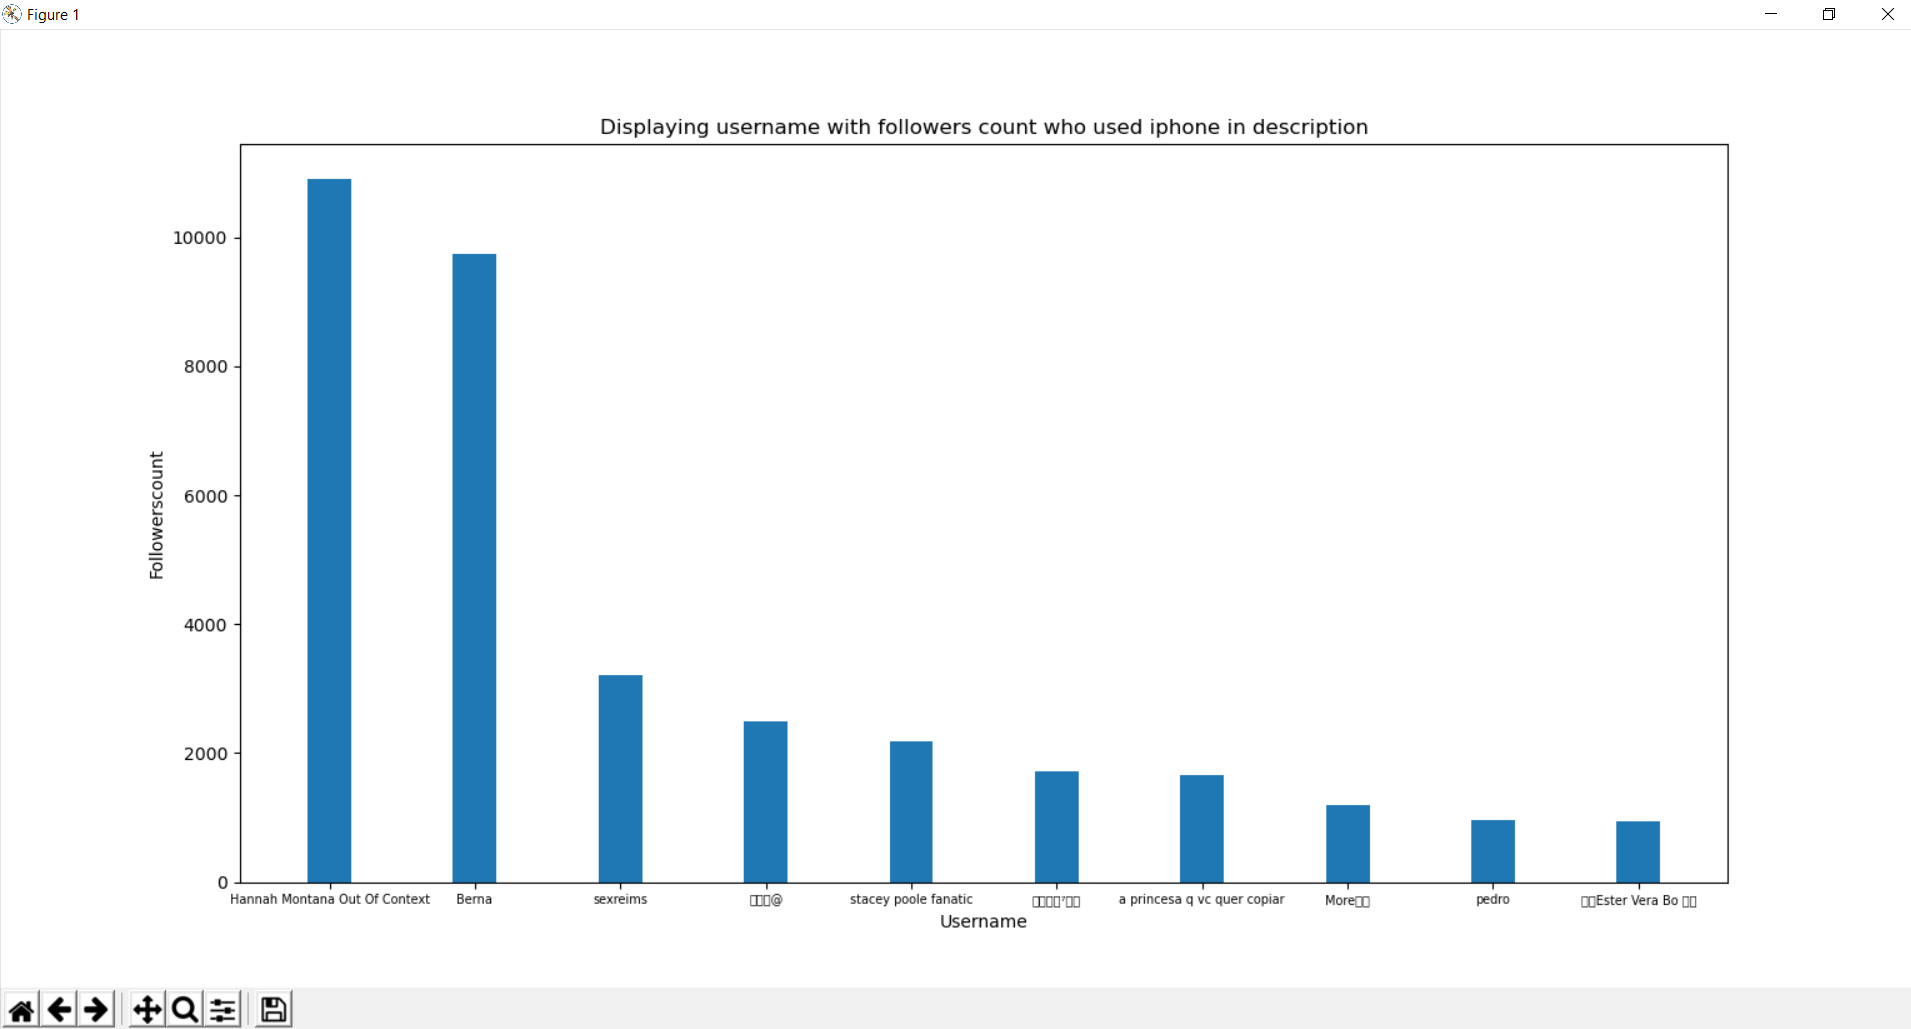 Figure 1
Displaying username with followers count who used iphone in description
10000
8000
6000
4000
2000
0
Followerscount
Hannah Montana Out Of Context Berna sexreims @ stacey poole fanatic a princesa q vc quer copiar More pedro Ester Vera Bo
Username